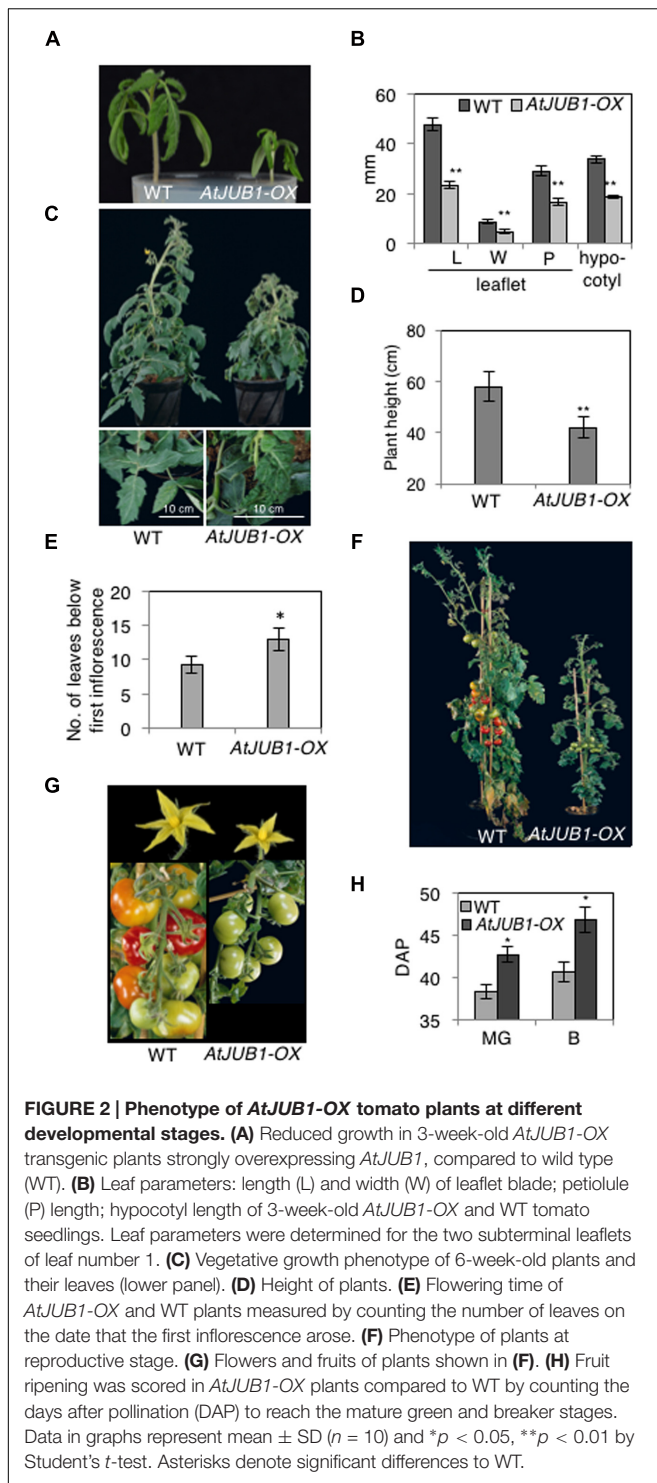 A
WT AtJUB1-OX
B
60
40
20
0
mm
WT AtJUB1-OX
** ** ** **
L W P hypo-
leaflet cotyl
C
10 cm 10 cm
WT AtJUB1-OX
D
Plant height (cm)
80
60
40
20
**
WT AtJUB1-OX
E
No. of leaves below
first inflorescence
20
15
10
5
0
*
WT AtJUB1-OX
F
WT AtJUB1-OX
G
WT AtJUB1-OX
H
DAP
50
45
40
35
WT
AtJUB1-OX
* *
MG B
FIGURE 2 | Phenotype of AtJUB1-OX tomato plants at different
developmental stages. (A) Reduced growth in 3-week-old AtJUB1-OX
transgenic plants strongly overexpressing AtJUB1, compared to wild type
(WT). (B) Leaf parameters: length (L) and width (W) of leaflet blade; petiolule
(P) length; hypocotyl length of 3-week-old AtJUB1-OX and WT tomato
seedlings. Leaf parameters were determined for the two subterminal leaflets
of leaf number 1. (C) Vegetative growth phenotype of 6-week-old plants and
their leaves (lower panel). (D) Height of plants. (E) Flowering time of
AtJUB1-OX and WT plants measured by counting the number of leaves on
the date that the first inflorescence arose. (F) Phenotype of plants at
reproductive stage. (G) Flowers and fruits of plants shown in (F). (H) Fruit
ripening was scored in AtJUB1-OX plants compared to WT by counting the
days after pollination (DAP) to reach the mature green and breaker stages.
Data in graphs represent mean ± SD (n = 10) and *p < 0.05, **p < 0.01 by
Student's t-test. Asterisks denote significant differences to WT.